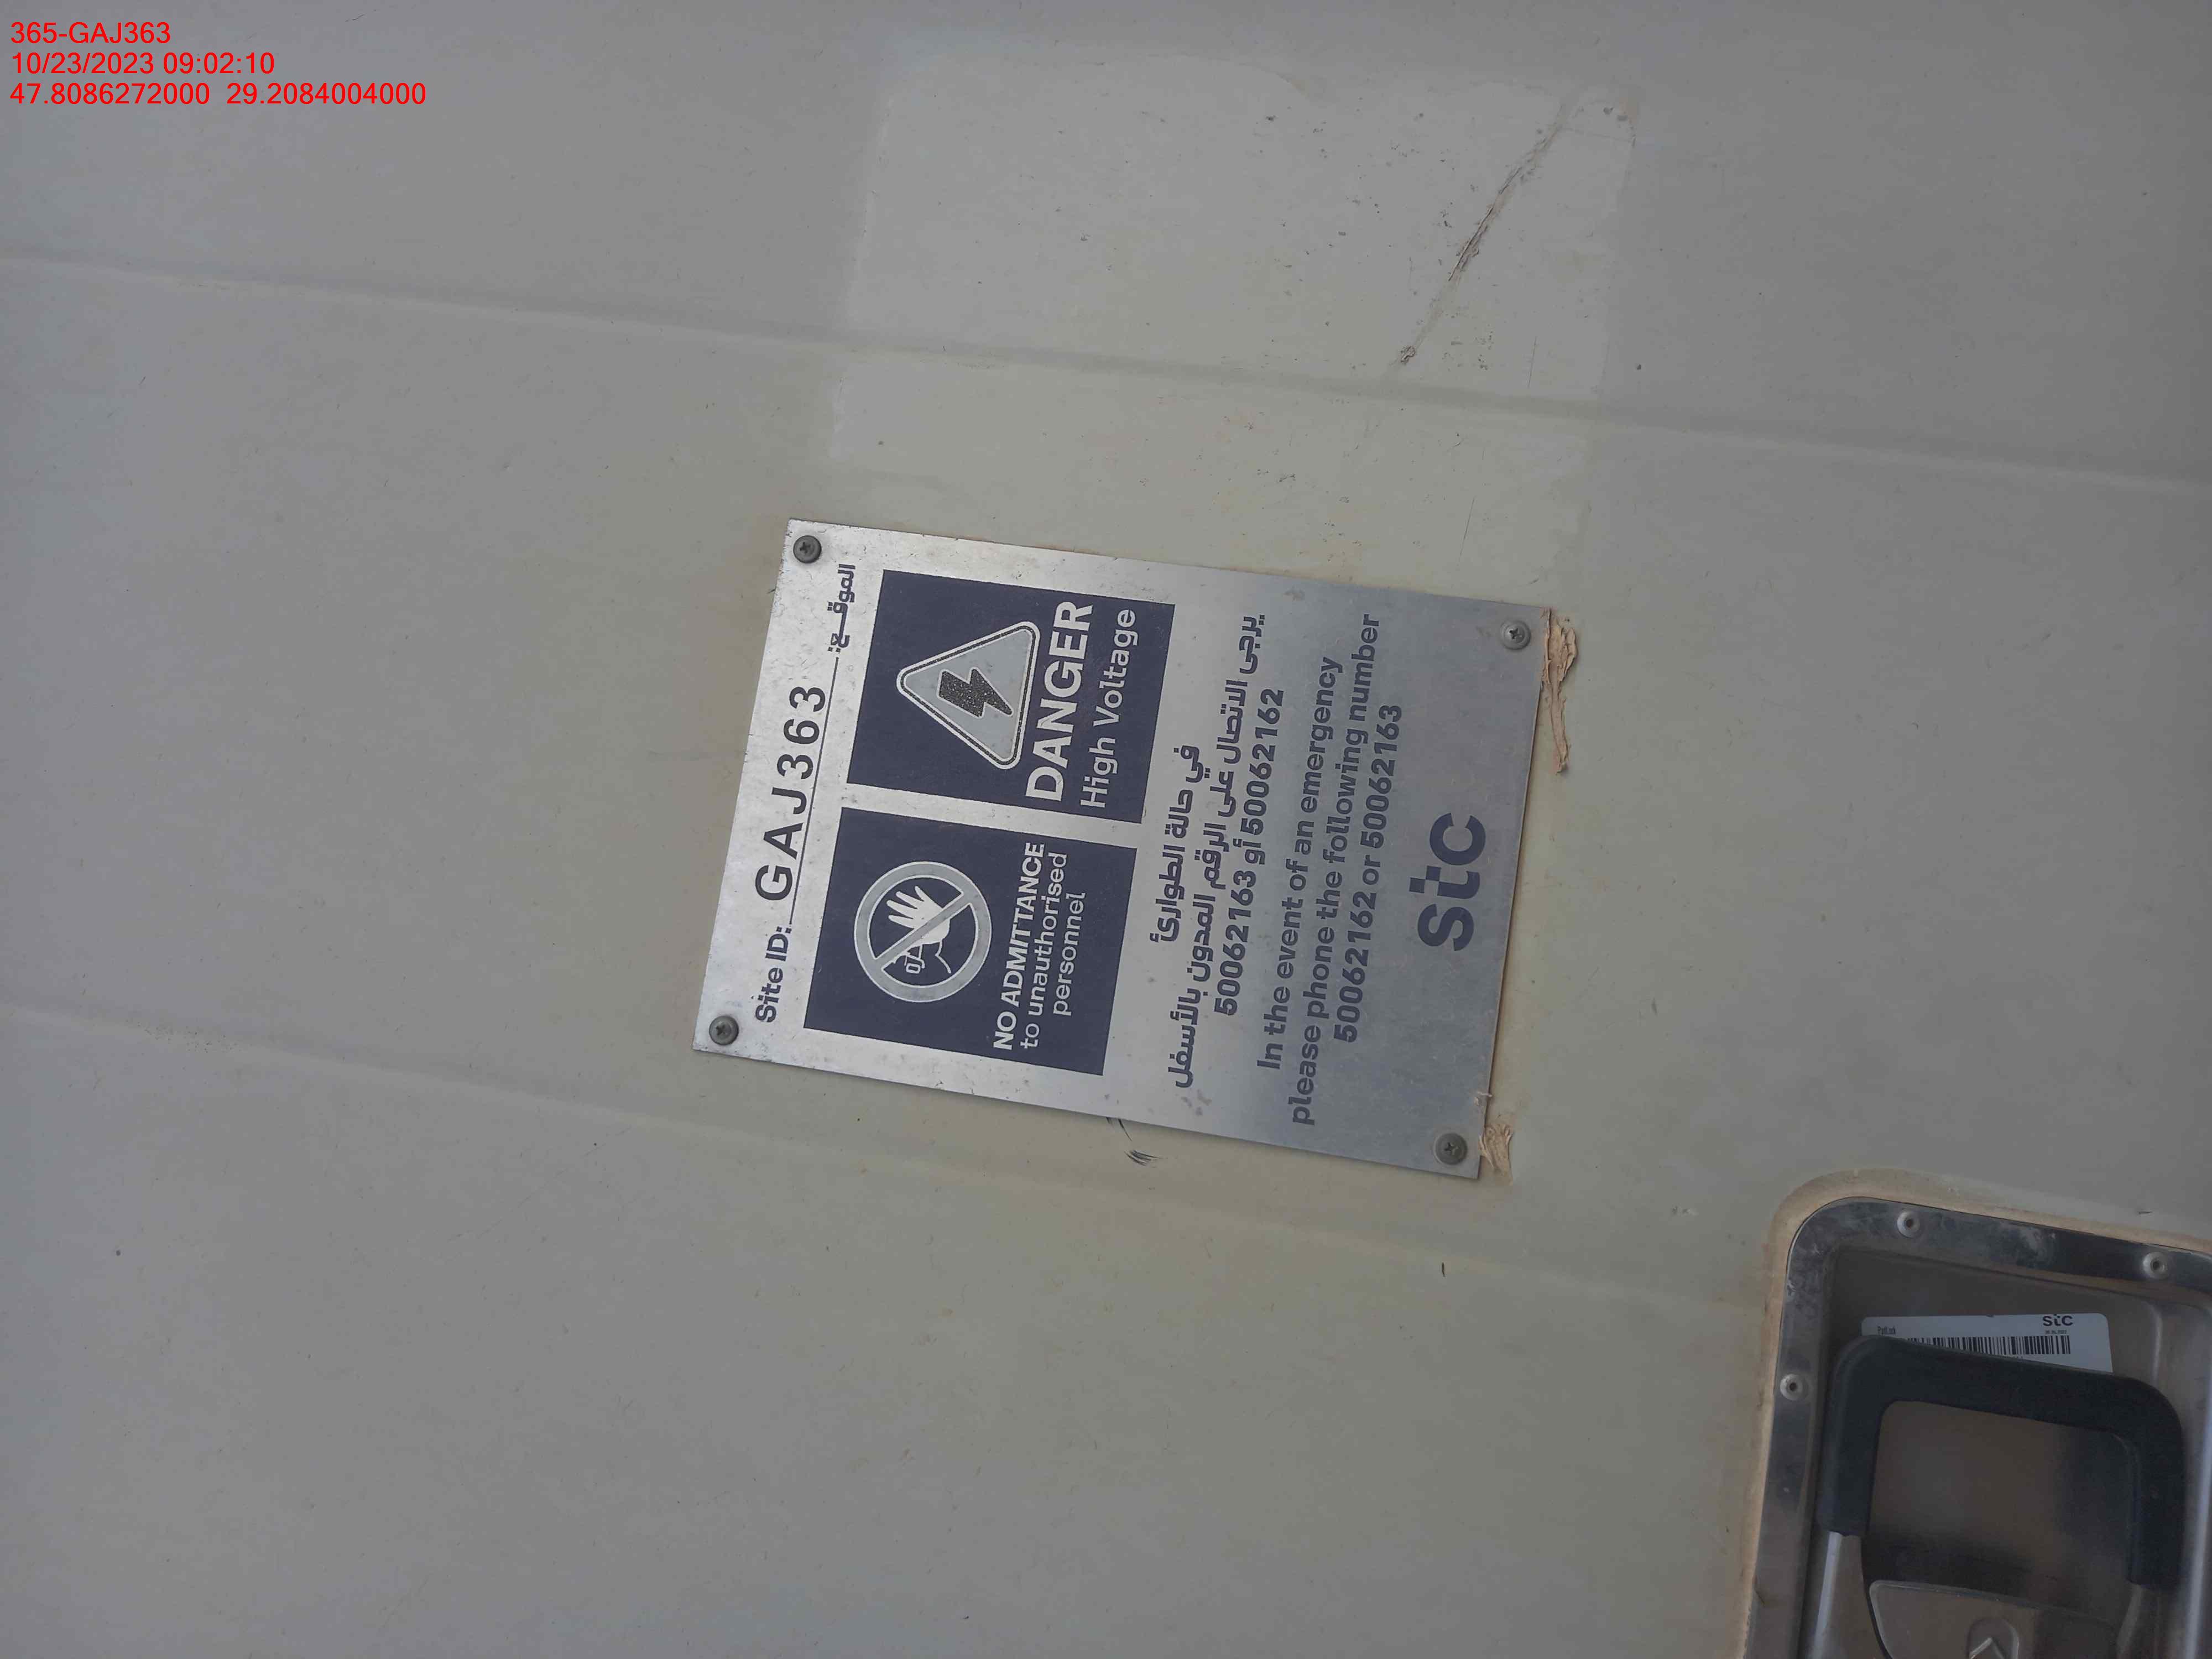 365-GAJ363
10/23/2023 09:02:10
47.8086272000 29.2084004000
Site ID: GAJ363 الموقع:
NO ADMITTANCE
to unauthorised
personnel
DANGER
High Voltage
في حالة الطوارئ
يرجى الاتصال على الرقم المدون بالأسفل
50062163 أو 50062162
In the event of an emergency
please phone the following number
50062162 or 50062163
stc
stc